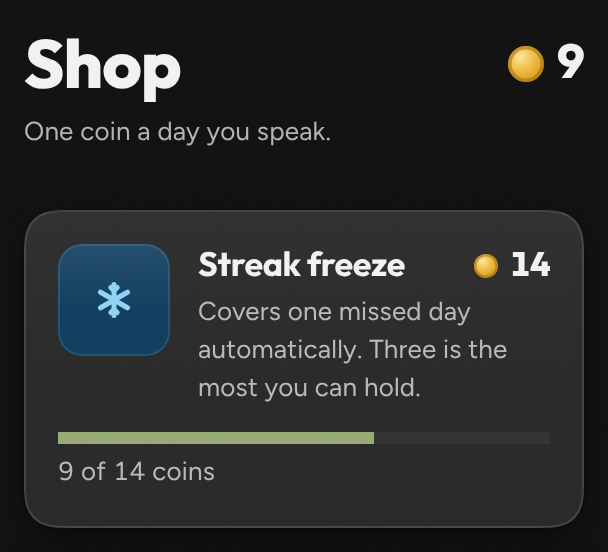 Shop
9
One coin a day you speak.
Streak freeze
14
Covers one missed day
automatically. Three is the
most you can hold.
9 of 14 coins